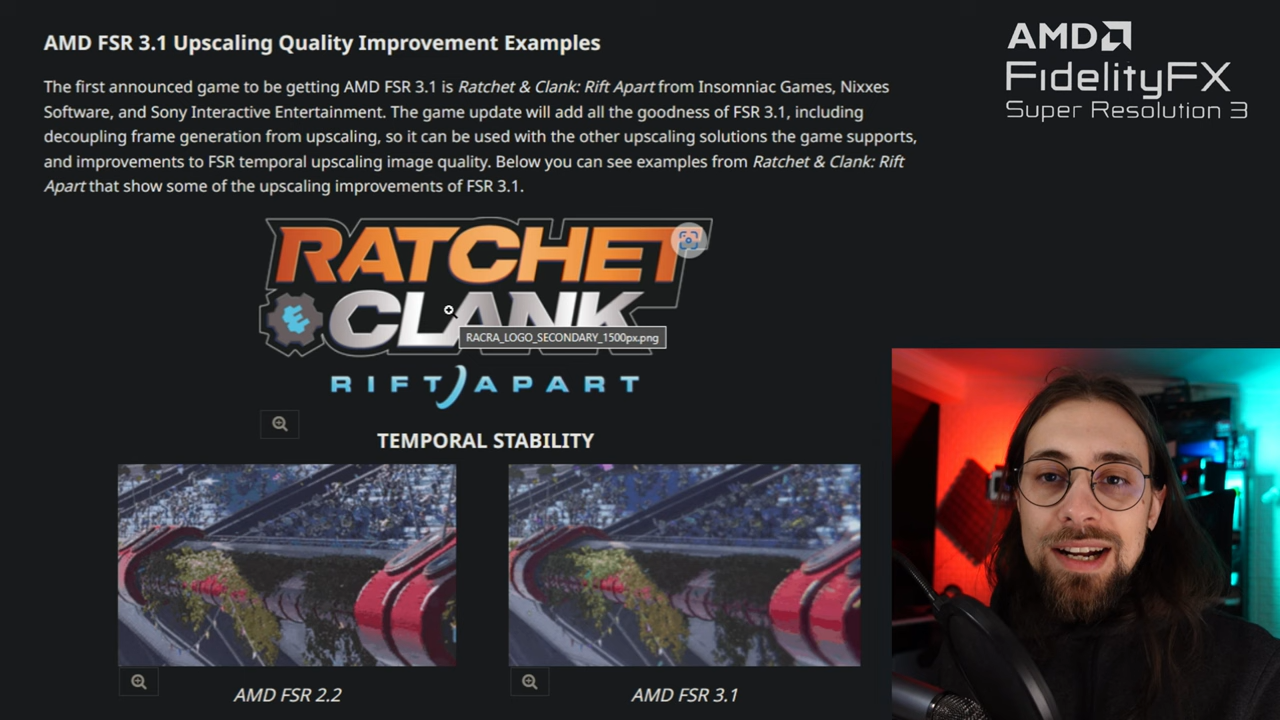 AMD FSR 3.1 Upscaling Quality Improvement Examples
AMD
FidelityFX
Super Resolution 3
The first announced game to be getting AMD FSR 3.1 is Ratchet & Clank: Rift Apart from Insomniac Games, Nixxes
Software, and Sony Interactive Entertainment. The game update will add all the goodness of FSR 3.1, including
decoupling frame generation from upscaling, so it can be used with the other upscaling solutions the game supports,
and improvements to FSR temporal upscaling image quality. Below you can see examples from Ratchet & Clank: Rift
Apart that show some of the upscaling improvements of FSR 3.1.
RATCHET
CLANK
RACRA_LOGO_SECONDARY_1500px.png
RIFT APART
TEMPORAL STABILITY
AMD FSR 2.2
AMD FSR 3.1